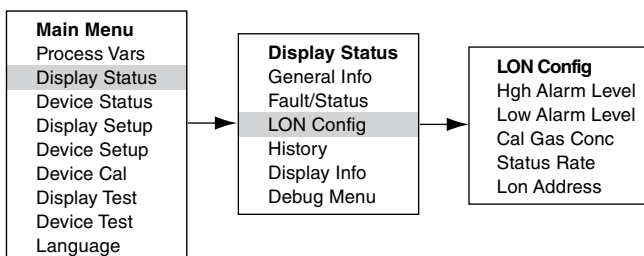 Main Menu
Process Vars
Display Status
Device Status
Display Setup
Device Setup
Device Cal
Display Test
Device Test
Language
Display Status
General Info
Fault/Status
LON Config
History
Display Info
Debug Menu
LON Config
Hgh Alarm Level
Low Alarm Level
Cal Gas Conc
Status Rate
Lon Address